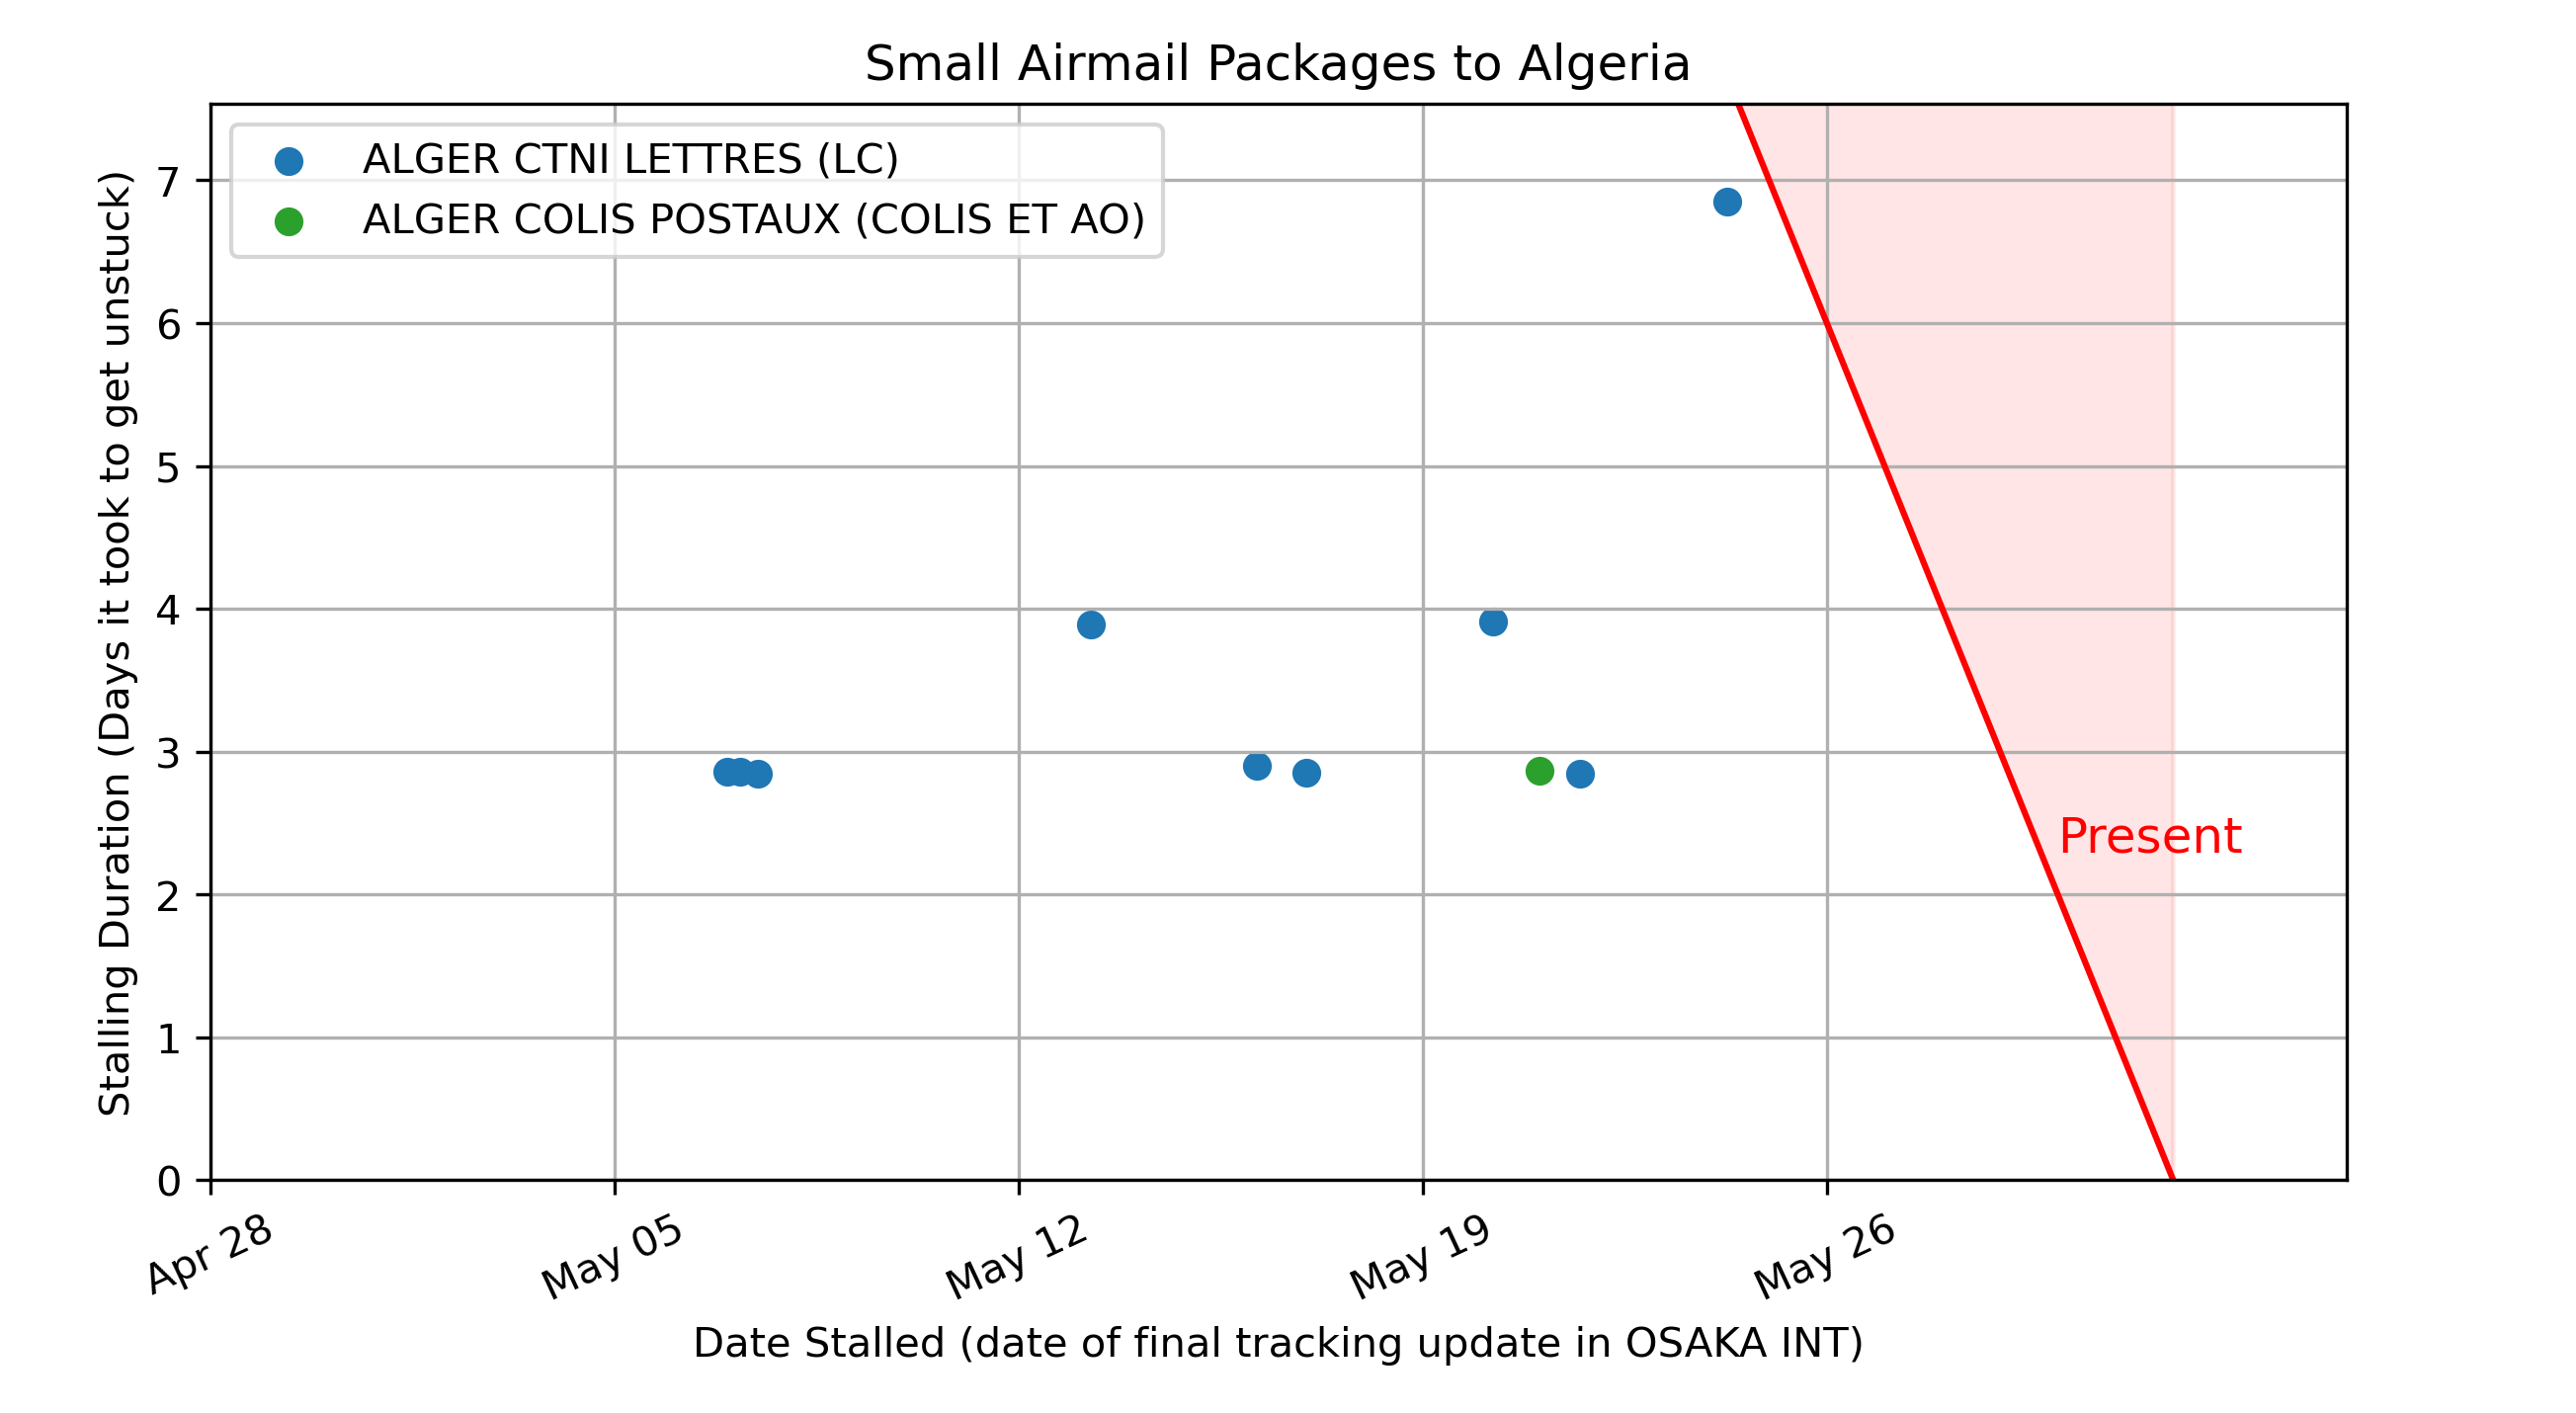 Small Airmail Packages to Algeria
ALGER CTNI LETTRES (LC)
ALGER COLIS POSTAUX (COLIS ET AO)
Stalling Duration (Days it took to get unstuck)
7
6
5
4
3
2
1
0
Present
Apr 28
May 05
May 12
May 19
May 26
Date Stalled (date of final tracking update in OSAKA INT)